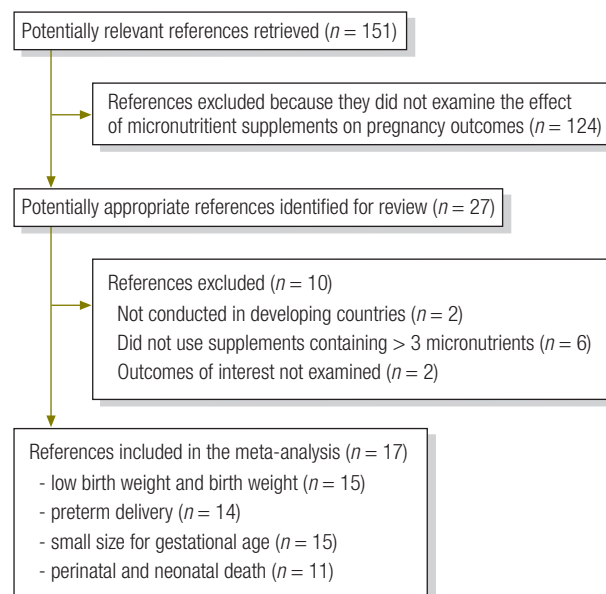 Potentially relevant references retrieved (n = 151)
References excluded because they did not examine the effect
of micronutritient supplements on pregnancy outcomes (n = 124)
Potentially appropriate references identified for review (n = 27)
References excluded (n = 10)
Not conducted in developing countries (n = 2)
Did not use supplements containing > 3 micronutrients (n = 6)
Outcomes of interest not examined (n = 2)
References included in the meta-analysis (n = 17)
- low birth weight and birth weight (n = 15)
- preterm delivery (n = 14)
- small size for gestational age (n = 15)
- perinatal and neonatal death (n = 11)